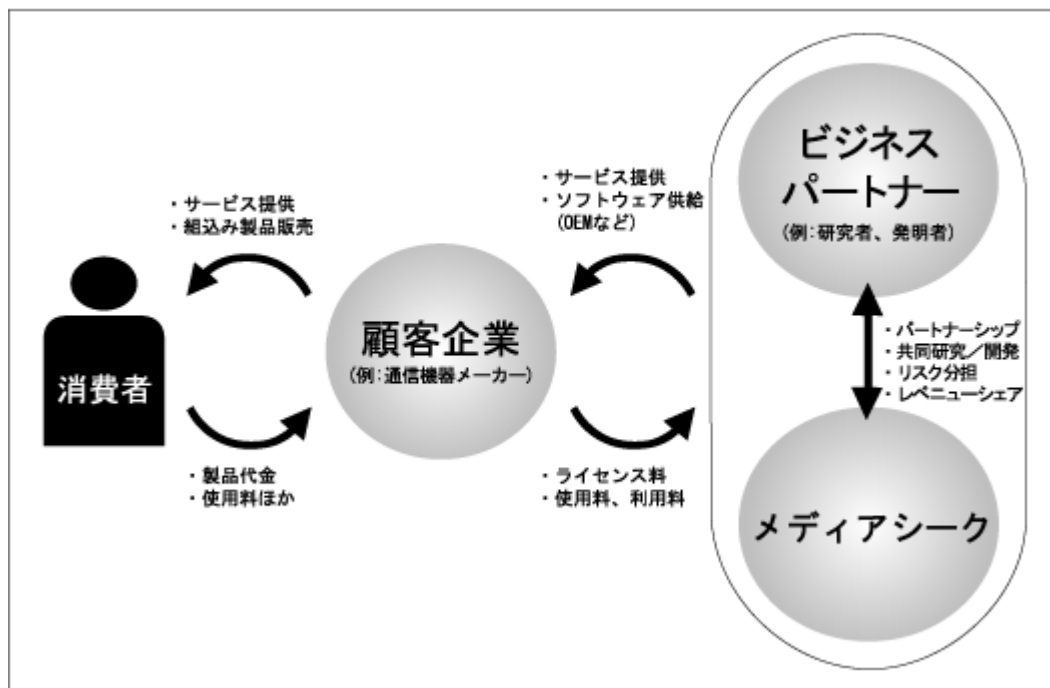 ビジネス
パートナー
(例:研究者、発明者)
・サービス提供
・組込み製品販売
・サービス提供
・ソフトウェア供給
(OEMなど)
顧客企業
(例:通信機器メーカー)
・パートナーシップ
・共同研究／開発
・リスク分担
・レベニューシェア
消費者
・製品代金
・使用料ほか
・ライセンス料
・使用料、利用料
メディアシーク